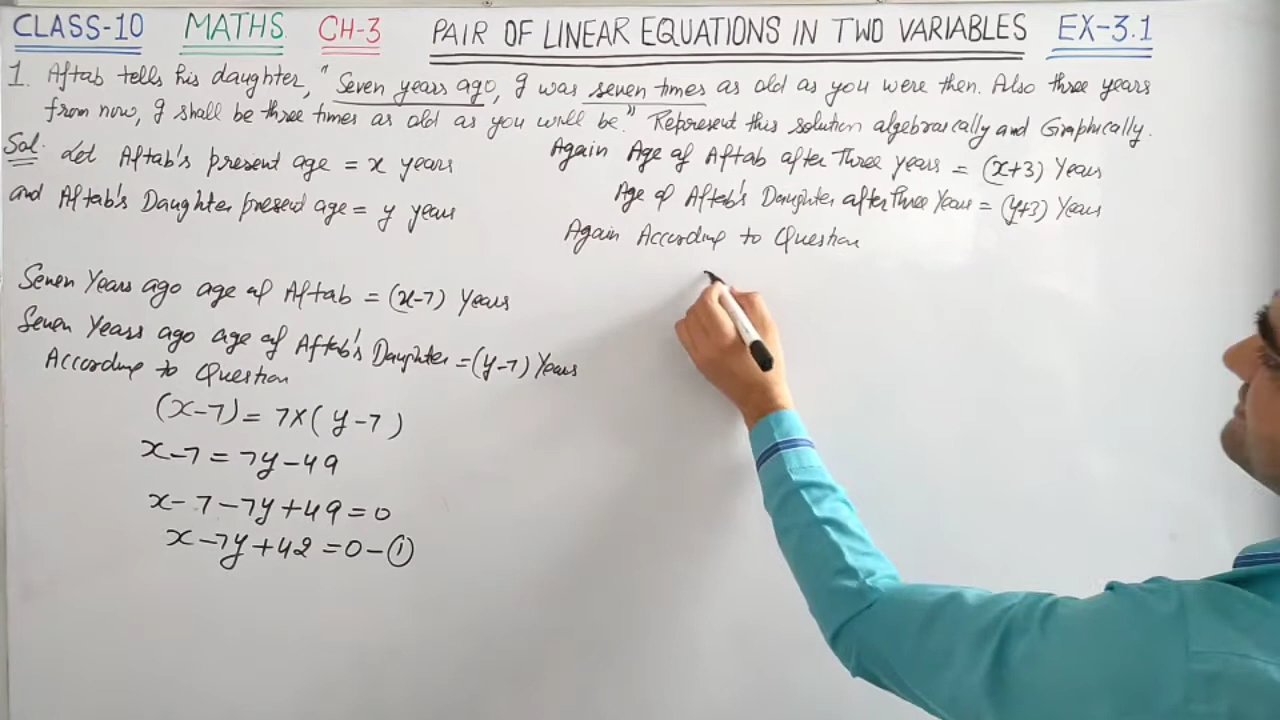 CLASS-10 MATHS CH-3 PAIR OF LINEAR EQUATIONS IN TWO VARIABLES EX-3.1
1. Aftab tells his daughter, "Seven years ago, I was seven times as old as you were then. Also three years
from now, I shall be three times as old as you will be." Represent this solution algebraically and Graphically.
Sol. Let Aftab's present age = x years
and Aftab's Daughter present age = y years
Seven Years ago age of Aftab = (x-7) Years
Seven Years ago age of Aftab's Daughter = (y-7) Years
According to Question
(x-7) = 7×(y-7)
x-7 = 7y-49
x-7-7y+49=0
x-7y+42=0-①
Again Age of Aftab after Three years = (x+3) Years
Age of Aftab's Daughter after Three Years = (y+3) Years
Again According to Question